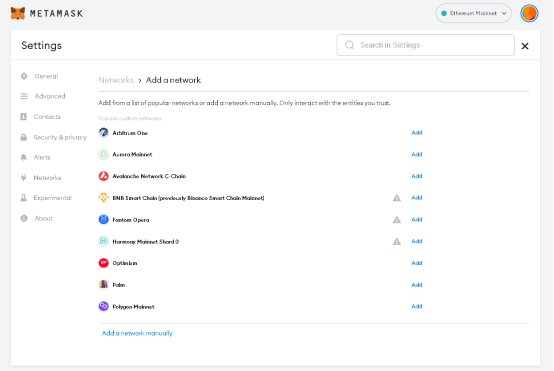 METAMASK
Ethereum Mainnet
Settings
Search in Settings
General
Advanced
Contacts
Security & privacy
Alerts
Networks
Experimental
About
Networks > Add a network
Add from a list of popular networks or add a network manually. Only interact with the entities you trust.
Popular custom networks
Arbitrum One Add
Aurora Mainnet Add
Avalanche Network C-Chain Add
BNB Smart Chain (previously Binance Smart Chain Mainnet) Add
Fantom Opera Add
Harmony Mainnet Shard 0 Add
OP Optimism Add
Palm Add
Polygon Mainnet Add
Add a network manually